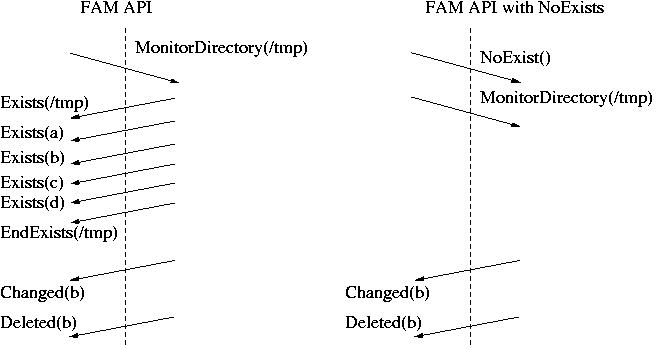 FAM API
MonitorDirectory(/tmp)
Exists(/tmp)
Exists(a)
Exists(b)
Exists(c)
Exists(d)
EndExists(/tmp)
Changed(b)
Deleted(b)
FAM API with NoExists
NoExist()
MonitorDirectory(/tmp)
Changed(b)
Deleted(b)